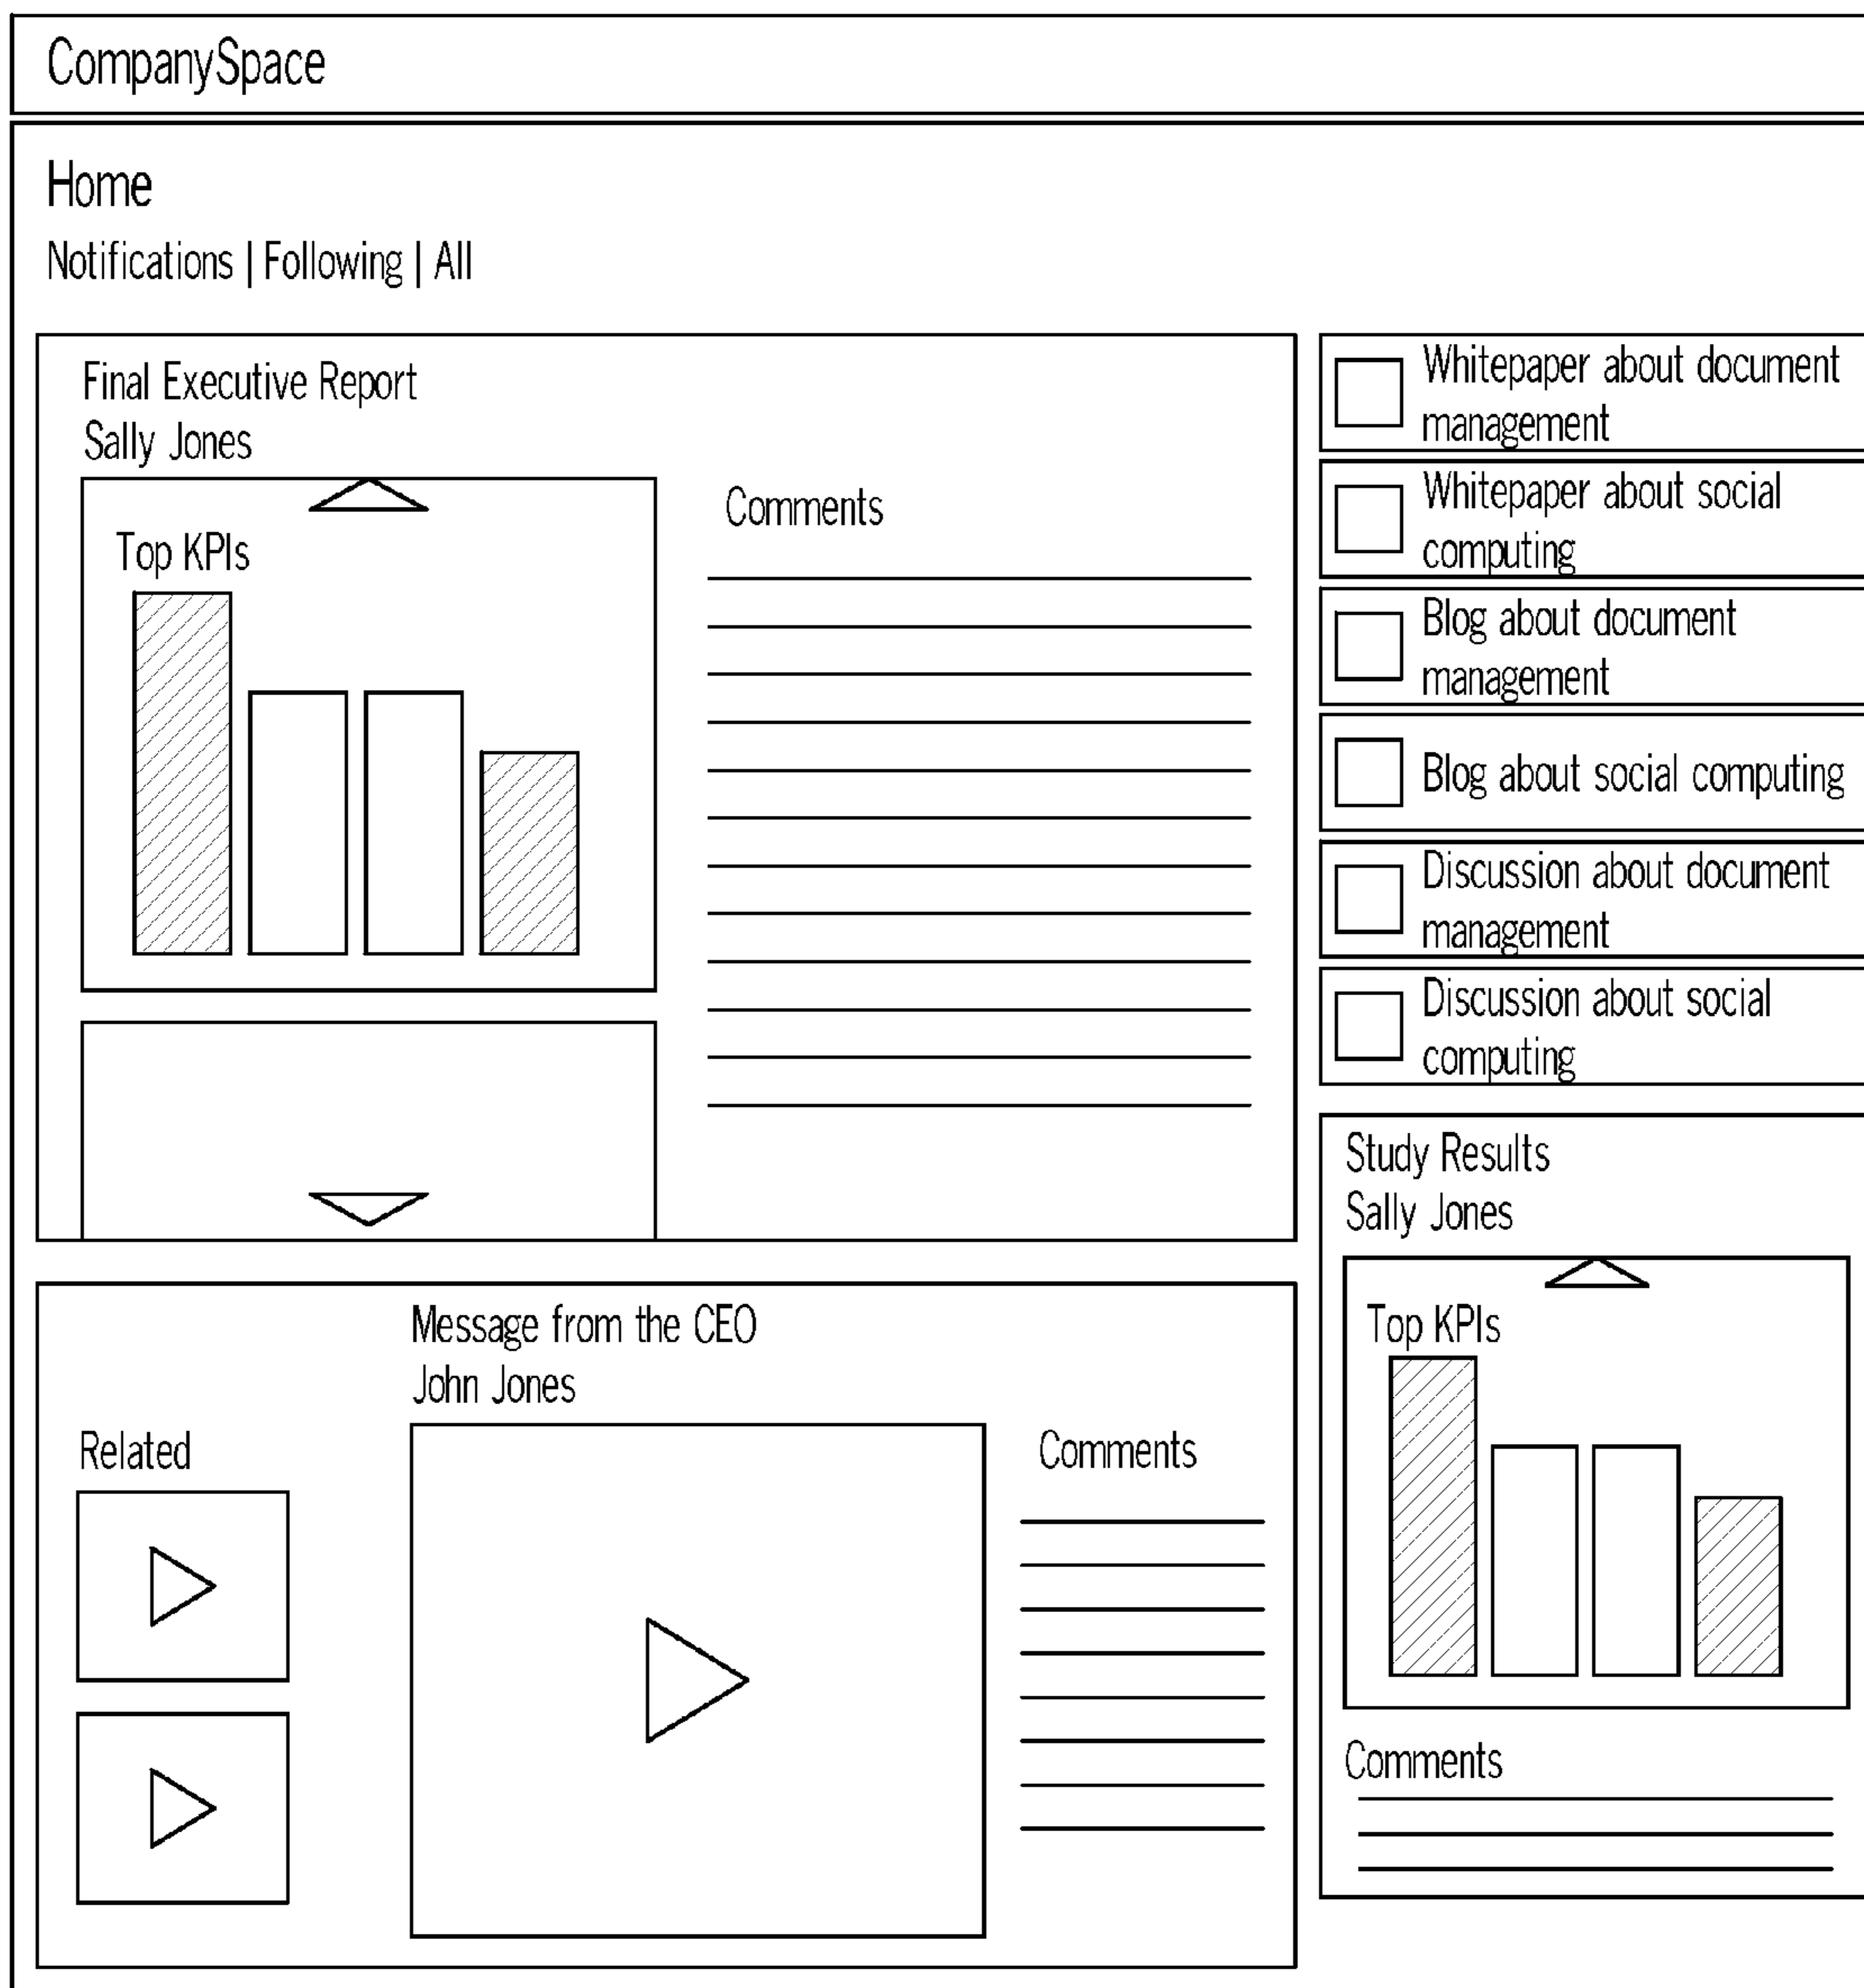 CompanySpace
Home
Notifications | Following | All
Final Executive Report
Sally Jones
Top KPIs
Comments
Whitepaper about document
management
Whitepaper about social
computing
Blog about document
management
Blog about social computing
Discussion about document
management
Discussion about social
computing
Study Results
Sally Jones
Top KPIs
Comments
Message from the CEO
John Jones
Related
Comments